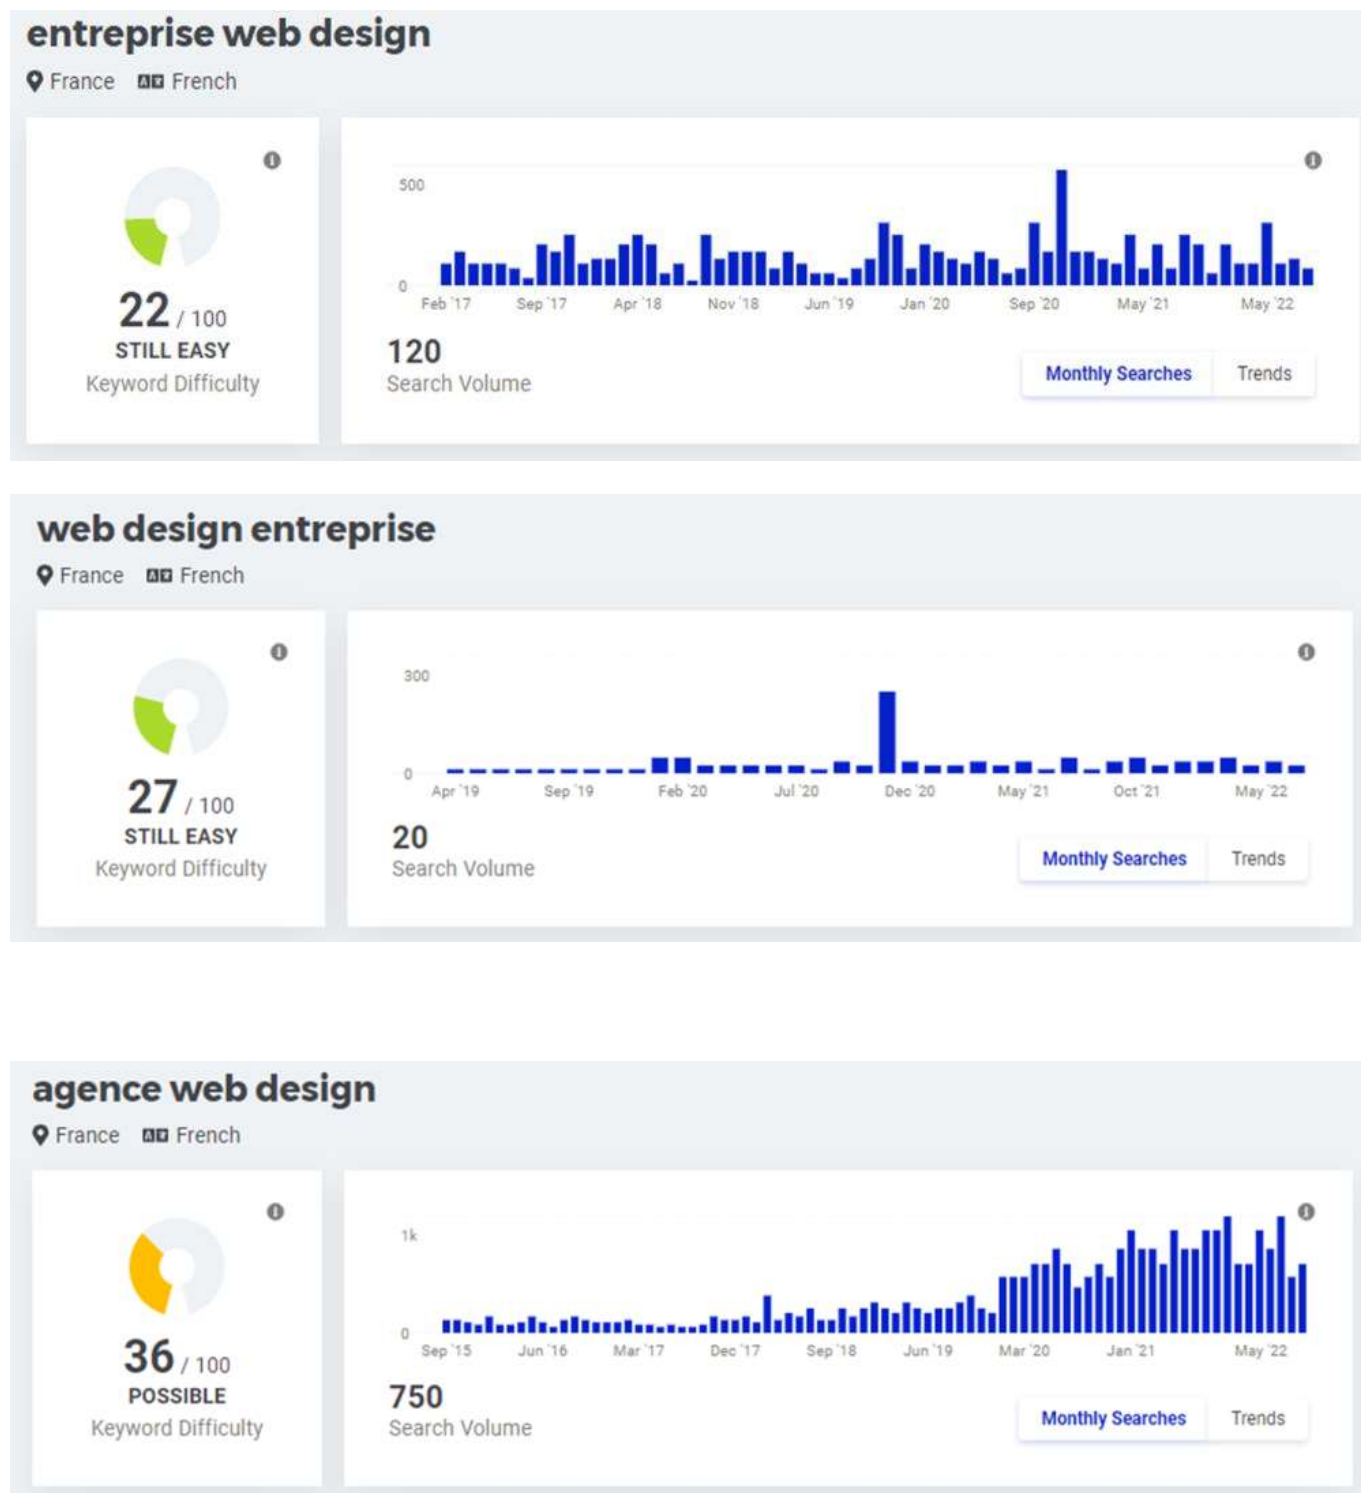 entreprise web design
France French
500
0
Feb '17 Sep '17 Apr '18 Nov '18 Jun '19 Jan '20 Sep '20 May '21 May '22
22 / 100
STILL EASY
Keyword Difficulty
120
Search Volume
Monthly Searches Trends
web design entreprise
France French
300
0
Apr '19 Sep '19 Feb '20 Jul '20 Dec '20 May '21 Oct '21 May '22
27 / 100
STILL EASY
Keyword Difficulty
20
Search Volume
Monthly Searches Trends
agence web design
France French
1k
0
Sep '15 Jun '16 Mar '17 Dec '17 Sep '18 Jun '19 Mar '20 Jan '21 May '22
36 / 100
POSSIBLE
Keyword Difficulty
750
Search Volume
Monthly Searches Trends